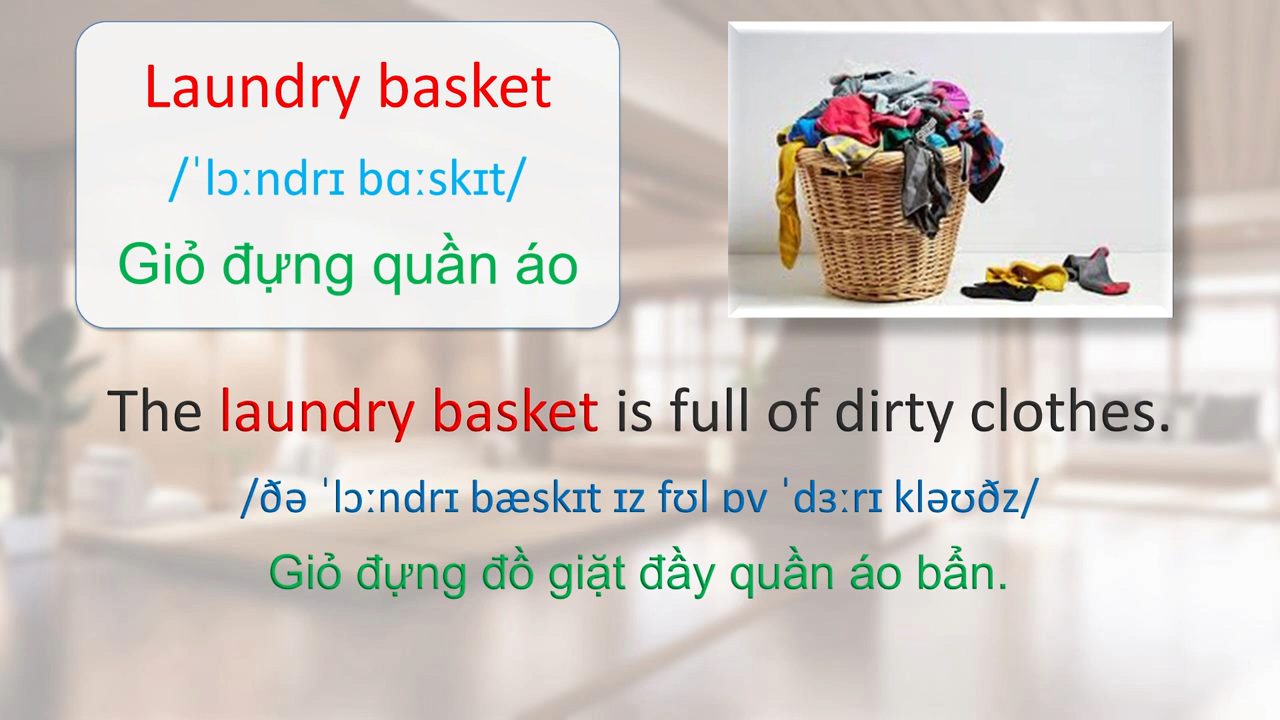 Laundry basket
/ˈlɔːndrɪ bɑːskɪt/
Giỏ đựng quần áo
The laundry basket is full of dirty clothes.
/ðə ˈlɔːndrɪ bæskɪt ɪz fʊl ɒv ˈdɜːrɪ kləʊðz/
Giỏ đựng đồ giặt đầy quần áo bẩn.